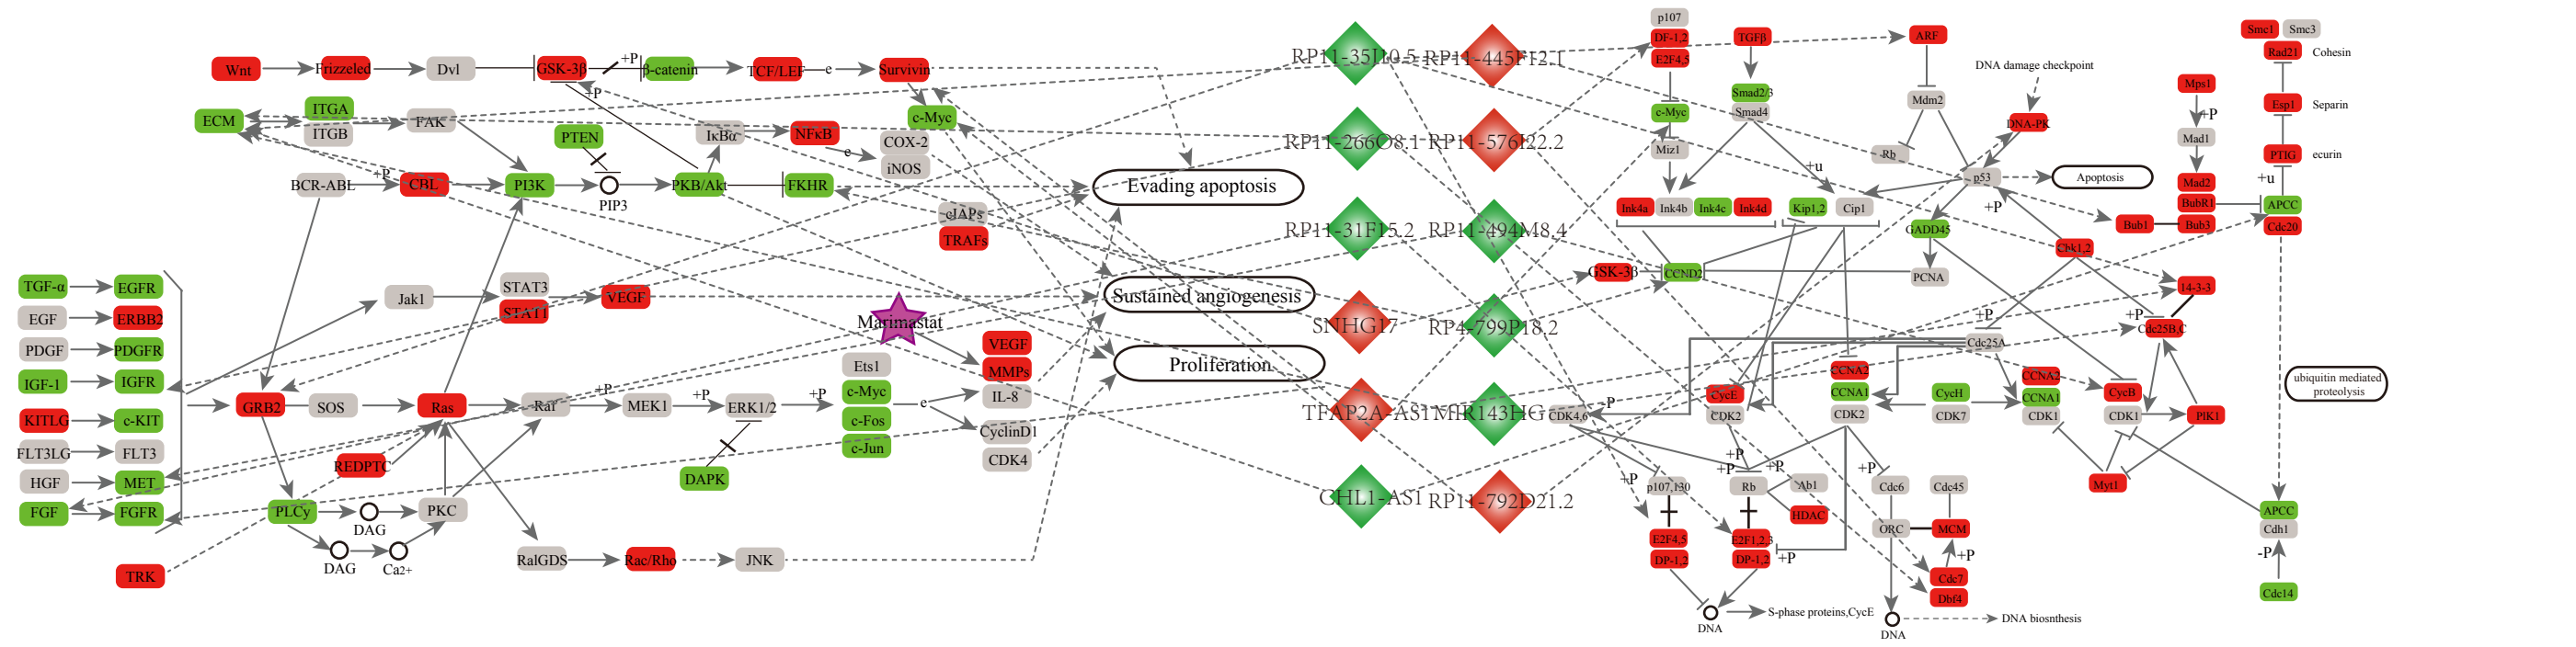 Wnt
Frizzeled
Dvl
GSK-3β
+P
β-catenin
TCF/LEF
e
Survivin
ECM
ITGA
ITGB
FAK
+P
PTEN
IκBα
NFκB
e
c-Myc
COX-2
iNOS
BCR-ABL
+P
CBL
PI3K
PIP3
PKB/Akt
FKHR
Evading apoptosis
cIAPs
TRAFs
TGF-α
EGFR
EGF
ERBB2
PDGF
PDGFR
IGF-1
IGFR
KITLG
c-KIT
FLT3LG
FLT3
HGF
MET
FGF
FGFR
TRK
Jak1
STAT3
STAT1
VEGF
Sustained angiogenesis
Marimastat
Proliferation
VEGF
MMPs
IL-8
CyclinD1
CDK4
Ets1
c-Myc
c-Fos
c-Jun
e
GRB2
SOS
Ras
Raf
+P
MEK1
+P
ERK1/2
+P
DAPK
REDPTC
PLCy
DAG
PKC
DAG
Ca2+
RalGDS
Rac/Rho
JNK
RP11-35J10.5
RP11-445F12.1
RP11-266O8.1
RP11-576I22.2
RP11-31F15.2
RP11-494M8.4
SNHG17
RP4-799P18.2
TFAP2A-AS1
MIR143HG
CHL1-AS1
RP11-792D21.2
p107
DF-1,2
E2F4,5
TGFβ
ARF
c-Myc
Smad2/3
Smad4
Miz1
+u
Mdm2
Rb
DNA damage checkpoint
DNA-PK
p53
Apoptosis
+P
Ink4a
Ink4b
Ink4c
Ink4d
Kip1,2
Cip1
GADD45
PCNA
GSK-3β
CCND2
Chk1,2
Smc1
Smc3
Rad21
Cohesin
Mps1
+P
Esp1
Separin
Mad1
PTIG
ecurin
Mad2
+u
BubR1
APCC
Bub1
Bub3
Cdc20
14-3-3
+P
Cdc25B,C
+P
Cdc25A
CycE
CDK2
CCNA2
CCNA1
CDK2
CycH
CDK7
CCNA2
CCNA1
CDK1
CycB
CDK1
PlK1
CDK4,6
+P
Myt1
ubiquitin mediated
proteolysis
+P
p107,130
+P
+P
+P
Rb
Ab1
HDAC
+P
Cdc6
Cdc45
ORC
MCM
+P
E2F4,5
DP-1,2
E2F1,2,3
DP-1,2
+P
Cdc7
Dbf4
DNA
S-phase proteins,CycE
DNA
DNA biosnthesis
APCC
Cdh1
-P
Cdc14